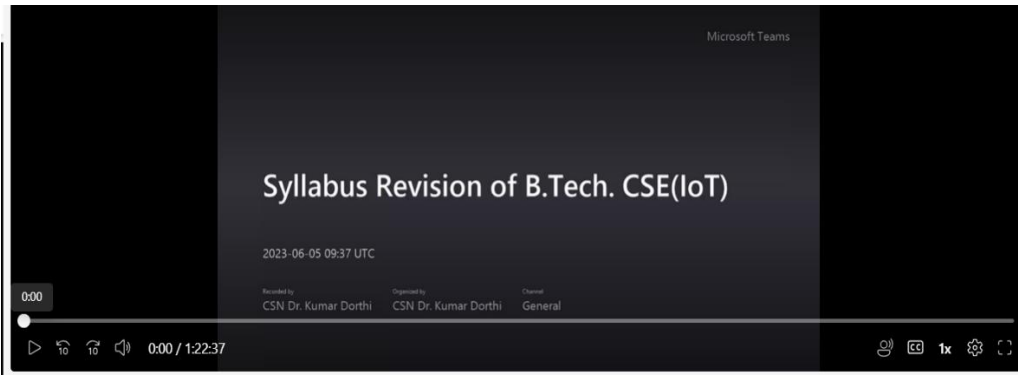 Microsoft Teams
Syllabus Revision of B.Tech. CSE(IoT)
2023-06-05 09:37 UTC
Recorded by Organized by Channel
CSN Dr. Kumar Dorthi CSN Dr. Kumar Dorthi General
0:00
10 10 0:00 / 1:22:37 CC 1x